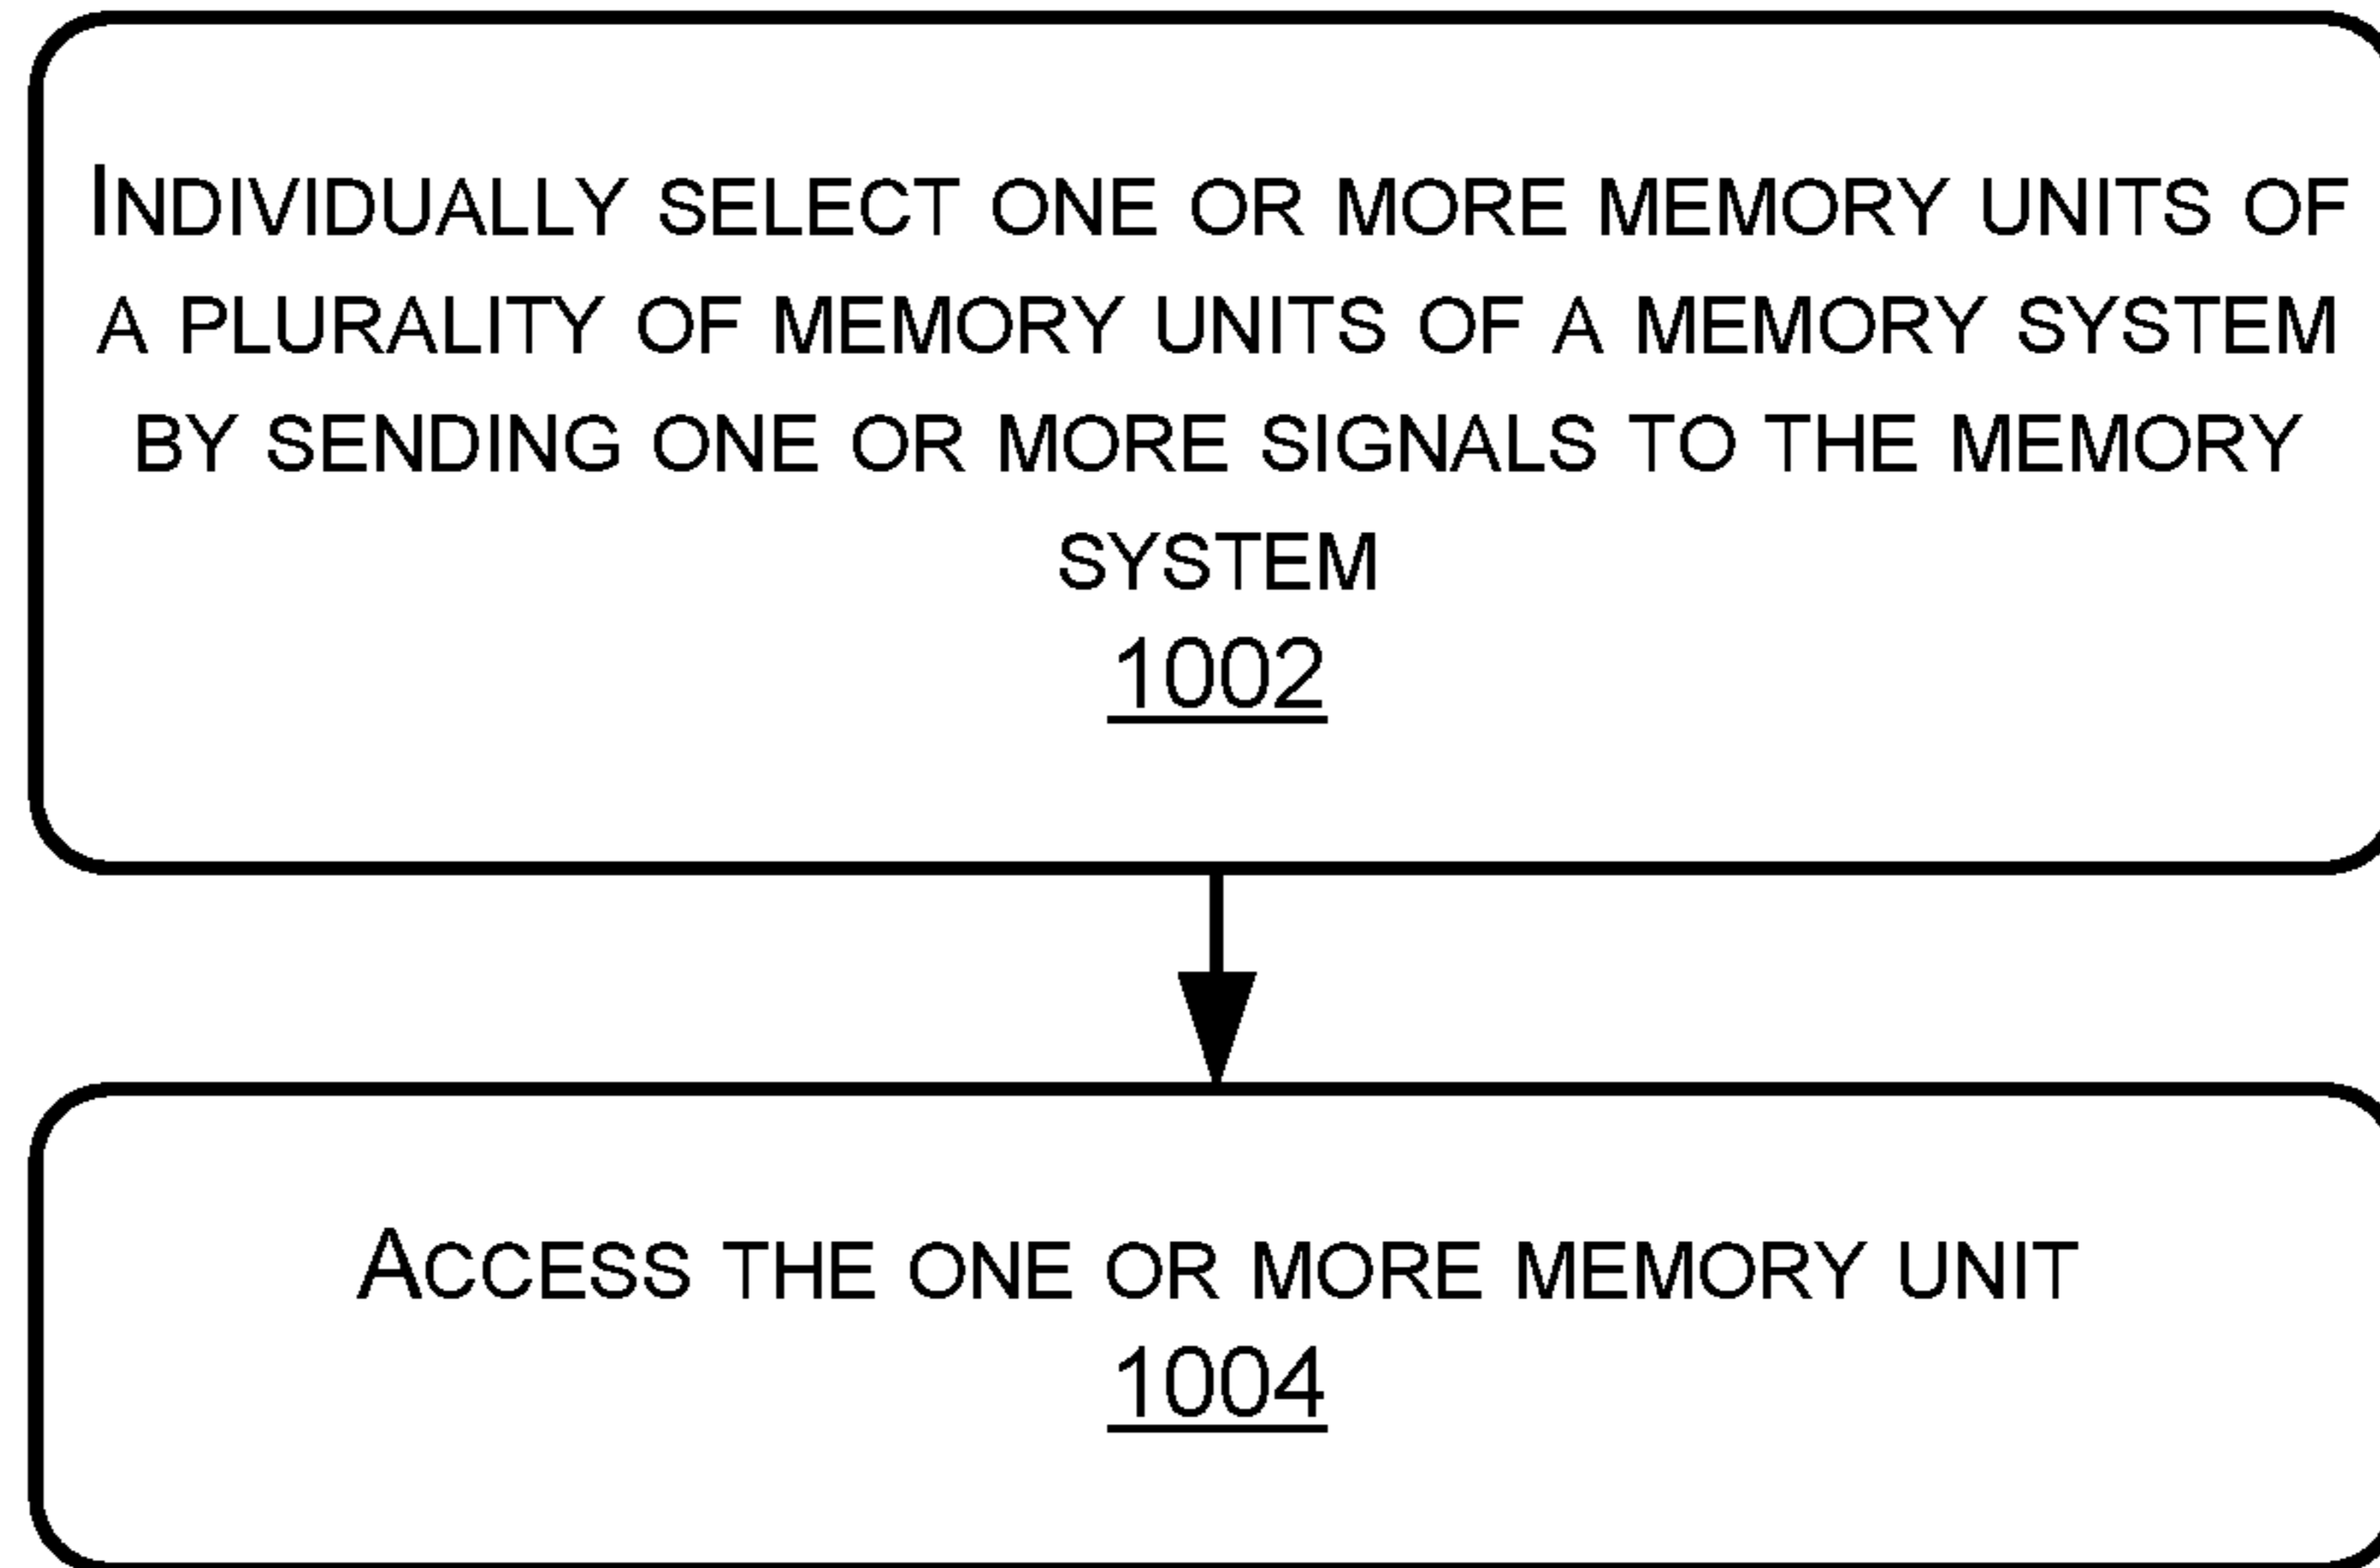 Individually select one or more memory units of
a plurality of memory units of a memory system
by sending one or more signals to the memory
system
1002
Access the one or more memory unit
1004